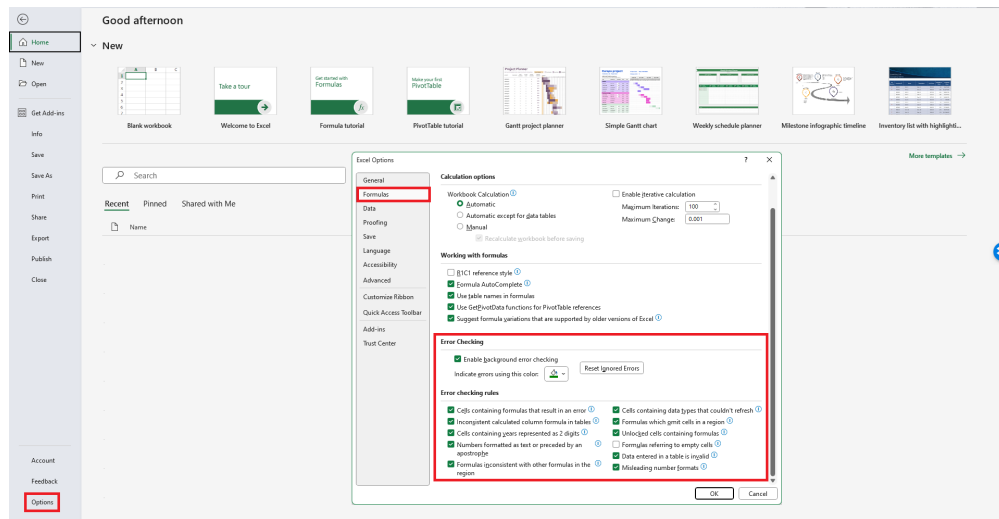 Good afternoon
Home
New
Open
Get Add-ins
Info
Save
Save As
Print
Share
Export
Publish
Close
Account
Feedback
Options
New
Take a tour
Get started with
Formulas
Make your first
PivotTable
Blank workbook
Welcome to Excel
Formula tutorial
PivotTable tutorial
Gantt project planner
Simple Gantt chart
Weekly schedule planner
Milestone infographic timeline
Inventory list with highlighti...
More templates
Search
Recent Pinned Shared with Me
Name
Excel Options ? X
General
Formulas
Data
Proofing
Save
Language
Accessibility
Advanced
Customize Ribbon
Quick Access Toolbar
Add-ins
Trust Center
Calculation options
Workbook Calculation
Automatic
Automatic except for data tables
Manual
Recalculate workbook before saving
Enable iterative calculation
Maximum Iterations: 100
Maximum Change: 0.001
Working with formulas
R1C1 reference style
Formula AutoComplete
Use table names in formulas
Use GetPivotData functions for PivotTable references
Suggest formula variations that are supported by older versions of Excel
Error Checking
Enable background error checking
Indicate errors using this color:
Reset Ignored Errors
Error checking rules
Cells containing formulas that result in an error
Inconsistent calculated column formula in tables
Cells containing years represented as 2 digits
Numbers formatted as text or preceded by an
apostrophe
Formulas inconsistent with other formulas in the
region
Cells containing data types that couldn't refresh
Formulas which omit cells in a region
Unlocked cells containing formulas
Formulas referring to empty cells
Data entered in a table is invalid
Misleading number formats
OK Cancel